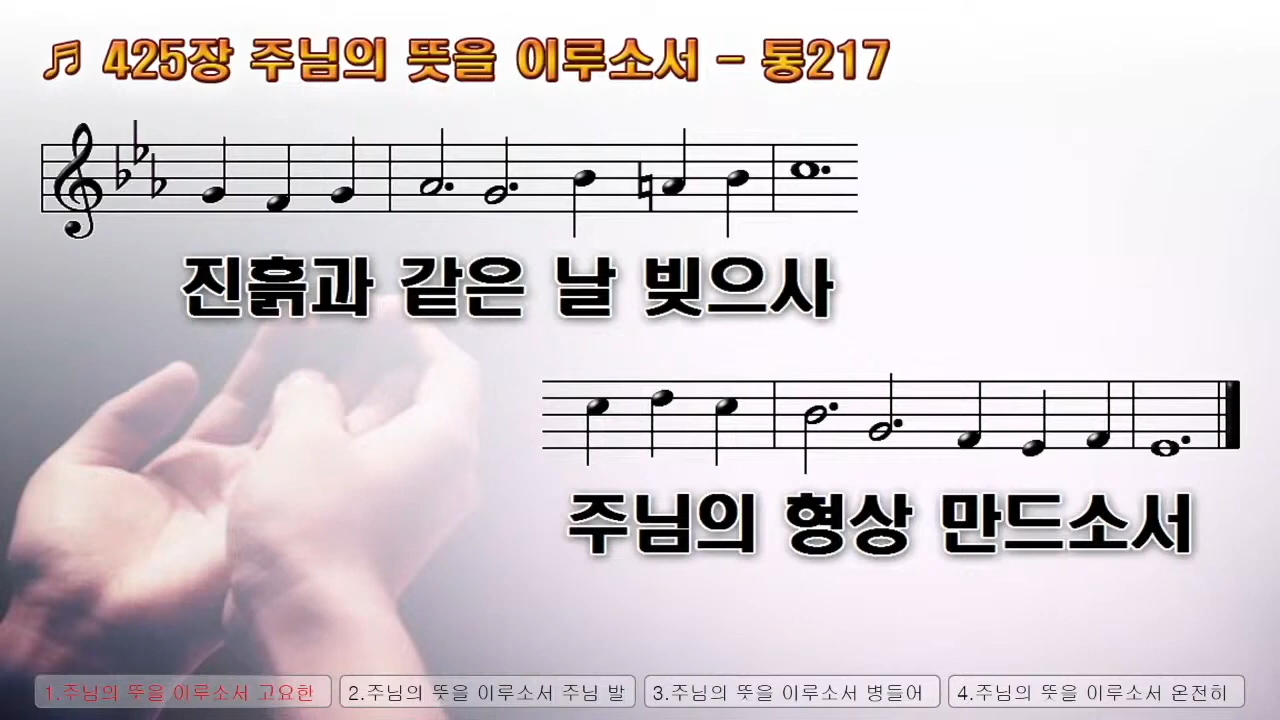 ♬ 425장 주님의 뜻을 이루소서 - 통217
진흙과 같은 날 빚으사
주님의 형상 만드소서
1.주님의 뚯을 이루소서 고요한
2.주님의 뜻을 이루소서 주님 발
3.주님의 뜻을 이루소서 병들어
4.주님의 뜻을 이루소서 온전히